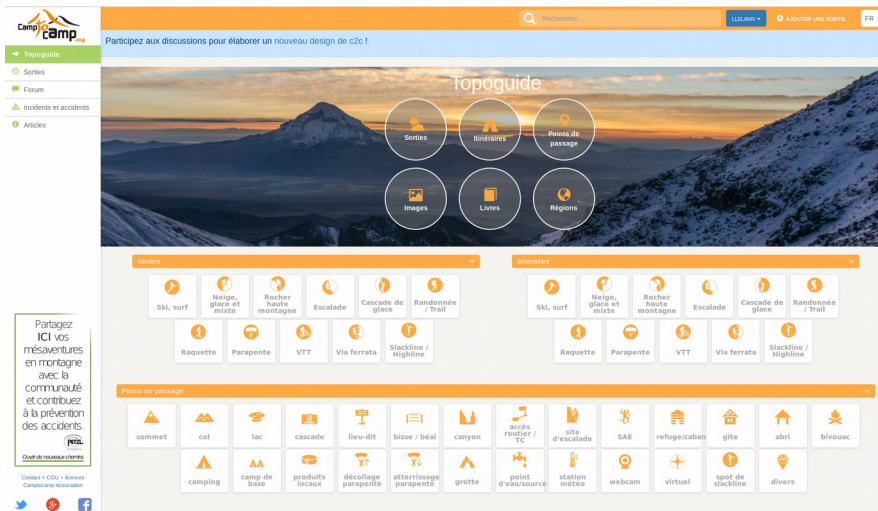 Camptocamp.org
Rechercher ...
LLELANN
AJOUTER UNE SORTIE
FR
Participez aux discussions pour élaborer un nouveau design de c2c !
Topoguide
Sorties
Forum
Incidents et accidents
Articles
Topoguide
Sorties
Itinéraires
Points de
passage
Images
Livres
Régions
Sorties
Ski, surf
Neige,
glace et
mixte
Rocher
haute
montagne
Escalade
Cascade de
glace
Randonnée
/ Trail
Raquette
Parapente
VTT
Via ferrata
Slackline /
Highline
Itinéraires
Ski, surf
Neige,
glace et
mixte
Rocher
haute
montagne
Escalade
Cascade de
glace
Randonnée
/ Trail
Raquette
Parapente
VTT
Via ferrata
Slackline /
Highline
Points de passage
sommet
col
lac
cascade
lieu-dit
bisse / béal
canyon
accès
routier /
TC
site
d'escalade
SAE
refuge/caban
gîte
abri
bivouac
camping
camp de
base
produits
locaux
décollage
parapente
atterrissage
parapente
grotte
point
d'eau/source
station
météo
webcam
virtuel
spot de
slackline
divers
Partagez
ICI vos
mésaventures
en montagne
avec la
communauté
et contribuez
à la prévention
des accidents.
PETZL
Ouvrir de nouveaux chemins
Contact • CGU • licences
Camptocamp Association